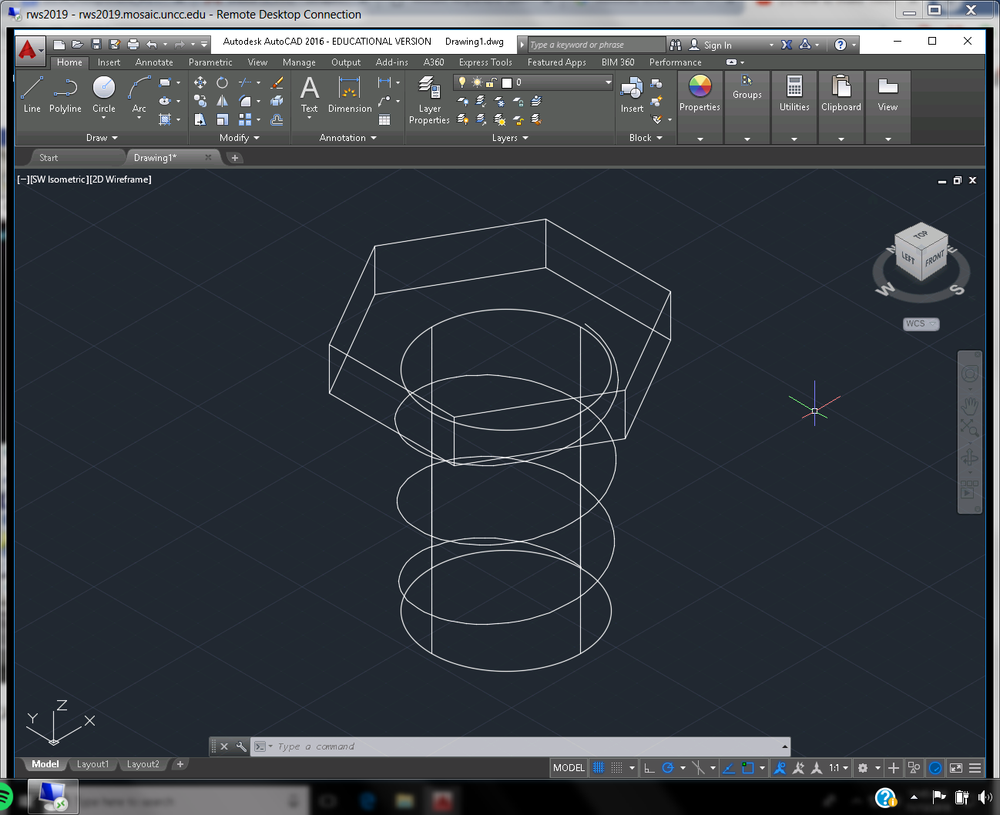 rws2019 - rws2019.mosaic.uncc.edu - Remote Desktop Connection
Autodesk AutoCAD 2016 - EDUCATIONAL VERSION Drawing1.dwg
Type a keyword or phrase
Sign In
Home Insert Annotate Parametric View Manage Output Add-ins A360 Express Tools Featured Apps BIM 360 Performance
0
Line Polyline Circle Arc
Text Dimension
Layer
Properties
Insert
Properties
Groups
Utilities
Clipboard
View
Draw Modify Annotation Layers Block
Start Drawing1*
[−][SW Isometric][2D Wireframe]
TOP
LEFT FRONT
N E
W S
WCS
Z
Y X
Type a command
Model Layout1 Layout2
MODEL 1:1